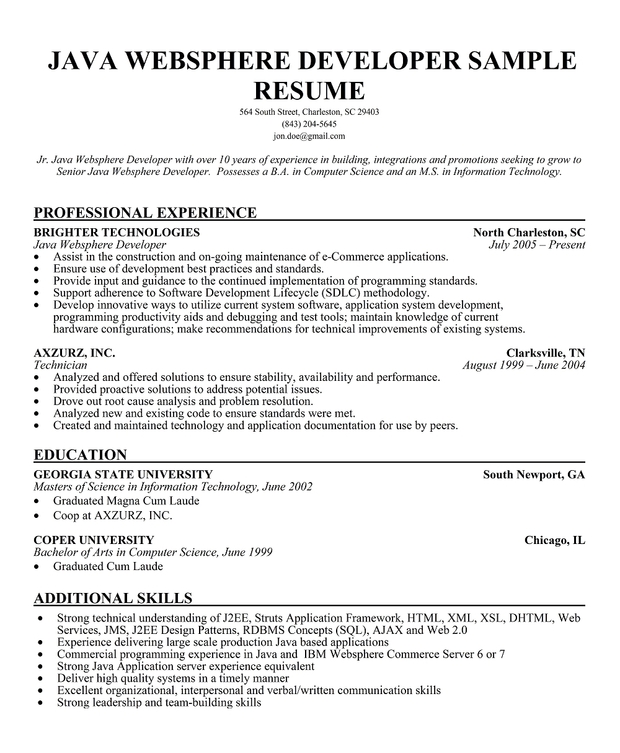 JAVA WEBSPHERE DEVELOPER SAMPLE
RESUME
564 South Street, Charleston, SC 29403
(843) 204-5645
jon.doe@gmail.com
Jr. Java Websphere Developer with over 10 years of experience in building, integrations and promotions seeking to grow to
Senior Java Websphere Developer. Possesses a B.A. in Computer Science and an M.S. in Information Technology.
PROFESSIONAL EXPERIENCE
BRIGHTER TECHNOLOGIES North Charleston, SC
Java Websphere Developer July 2005 – Present
• Assist in the construction and on-going maintenance of e-Commerce applications.
• Ensure use of development best practices and standards.
• Provide input and guidance to the continued implementation of programming standards.
• Support adherence to Software Development Lifecycle (SDLC) methodology.
• Develop innovative ways to utilize current system software, application system development,
programming productivity aids and debugging and test tools; maintain knowledge of current
hardware configurations; make recommendations for technical improvements of existing systems.
AXZURZ, INC. Clarksville, TN
Technician August 1999 – June 2004
• Analyzed and offered solutions to ensure stability, availability and performance.
• Provided proactive solutions to address potential issues.
• Drove out root cause analysis and problem resolution.
• Analyzed new and existing code to ensure standards were met.
• Created and maintained technology and application documentation for use by peers.
EDUCATION
GEORGIA STATE UNIVERSITY South Newport, GA
Masters of Science in Information Technology, June 2002
• Graduated Magna Cum Laude
• Coop at AXZURZ, INC.
COPER UNIVERSITY Chicago, IL
Bachelor of Arts in Computer Science, June 1999
• Graduated Cum Laude
ADDITIONAL SKILLS
• Strong technical understanding of J2EE, Struts Application Framework, HTML, XML, XSL, DHTML, Web
Services, JMS, J2EE Design Patterns, RDBMS Concepts (SQL), AJAX and Web 2.0
• Experience delivering large scale production Java based applications
• Commercial programming experience in Java and IBM Websphere Commerce Server 6 or 7
• Strong Java Application server experience equivalent
• Deliver high quality systems in a timely manner
• Excellent organizational, interpersonal and verbal/written communication skills
• Strong leadership and team-building skills